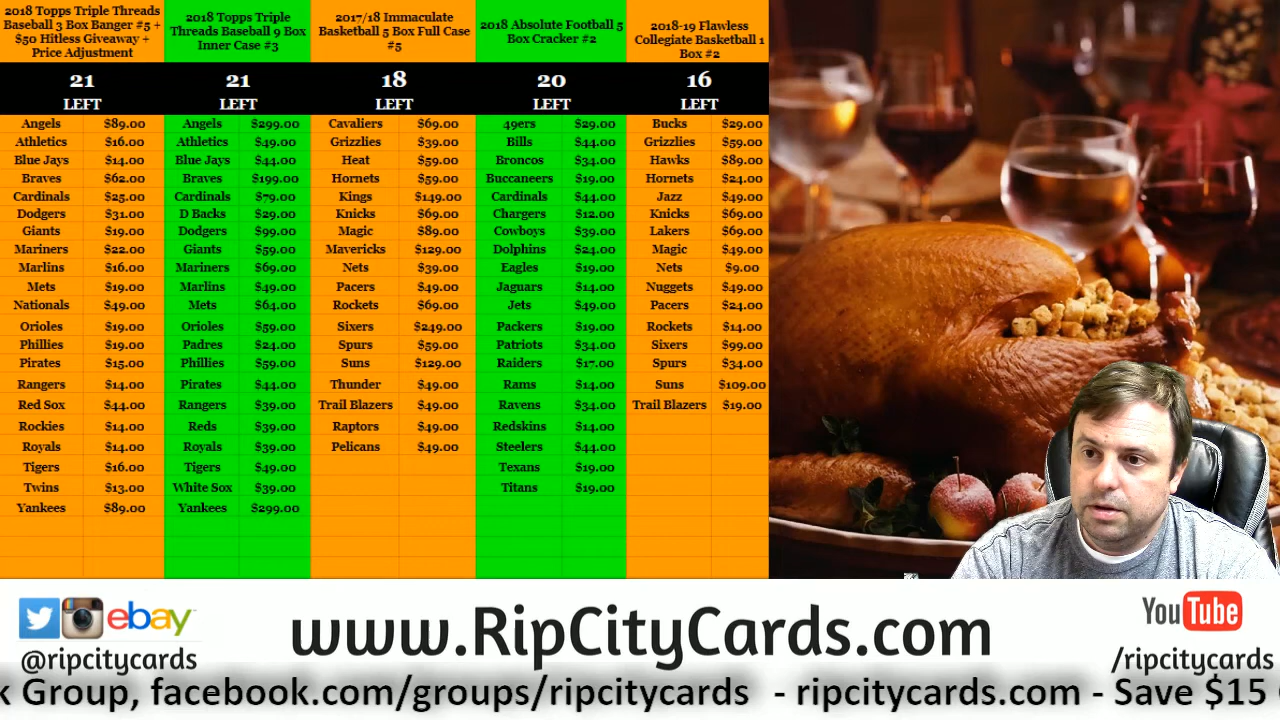 2018 Topps Triple Threads
Baseball 3 Box Banger #5 +
$50 Hitless Giveaway +
Price Adjustment
21
LEFT
Angels $89.00
Athletics $16.00
Blue Jays $14.00
Braves $62.00
Cardinals $25.00
Dodgers $31.00
Giants $19.00
Mariners $22.00
Marlins $16.00
Mets $19.00
Nationals $49.00
Orioles $19.00
Phillies $19.00
Pirates $15.00
Rangers $14.00
Red Sox $44.00
Rockies $14.00
Royals $14.00
Tigers $16.00
Twins $13.00
Yankees $89.00
2018 Topps Triple
Threads Baseball 9 Box
Inner Case #3
21
LEFT
Angels $299.00
Athletics $49.00
Blue Jays $44.00
Braves $199.00
Cardinals $79.00
D Backs $29.00
Dodgers $99.00
Giants $59.00
Mariners $69.00
Marlins $49.00
Mets $64.00
Orioles $59.00
Padres $24.00
Phillies $59.00
Pirates $44.00
Rangers $39.00
Reds $39.00
Royals $39.00
Tigers $49.00
White Sox $39.00
Yankees $299.00
2017/18 Immaculate
Basketball 5 Box Full Case
#5
18
LEFT
Cavaliers $69.00
Grizzlies $39.00
Heat $59.00
Hornets $59.00
Kings $149.00
Knicks $69.00
Magic $89.00
Mavericks $129.00
Nets $39.00
Pacers $49.00
Rockets $69.00
Sixers $249.00
Spurs $59.00
Suns $129.00
Thunder $49.00
Trail Blazers $49.00
Raptors $49.00
Pelicans $49.00
2018 Absolute Football 5
Box Cracker #2
20
LEFT
49ers $29.00
Bills $44.00
Broncos $34.00
Buccaneers $19.00
Cardinals $44.00
Chargers $12.00
Cowboys $39.00
Dolphins $24.00
Eagles $19.00
Jaguars $14.00
Jets $49.00
Packers $19.00
Patriots $34.00
Raiders $17.00
Rams $14.00
Ravens $34.00
Redskins $14.00
Steelers $44.00
Texans $19.00
Titans $19.00
2018-19 Flawless
Collegiate Basketball 1
Box #2
16
LEFT
Bucks $29.00
Grizzlies $59.00
Hawks $89.00
Hornets $24.00
Jazz $49.00
Knicks $69.00
Lakers $69.00
Magic $49.00
Nets $9.00
Nuggets $49.00
Pacers $24.00
Rockets $14.00
Sixers $99.00
Spurs $34.00
Suns $109.00
Trail Blazers $19.00
ebay
@ripcitycards
www.RipCityCards.com
YouTube
/ripcitycards
k Group, facebook.com/groups/ripcitycards - ripcitycards.com - Save $15